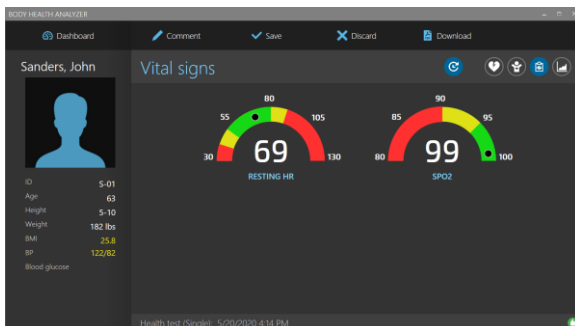 BODY HEALTH ANALYZER
Dashboard
Comment
Save
Discard
Download
Sanders, John
ID S-01
Age 63
Height 5-10
Weight 182 lbs
BMI 25.8
BP 122/82
Blood glucose
Vital signs
30
55
80
105
130
69
RESTING HR
80
85
90
95
100
99
SPO2
Health test (Single): 5/20/2020 4:14 PM